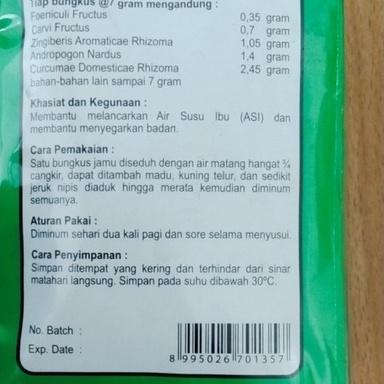 Tiap bungkus @7 gram mengandung :
Foeniculi Fructus 0,35 gram
Carvi Fructus 0,7 gram
Zingiberis Aromaticae Rhizoma 1,05 gram
Andropogon Nardus 1,4 gram
Curcumae Domesticae Rhizoma 2,45 gram
bahan-bahan lain sampai 7 gram
Khasiat dan Kegunaan :
Membantu melancarkan Air Susu Ibu (ASI) dan
membantu menyegarkan badan.
Cara Pemakaian :
Satu bungkus jamu diseduh dengan air matang hangat ¾
cangkir, dapat ditambah madu, kuning telur, dan sedikit
jeruk nipis diaduk hingga merata kemudian diminum
semuanya.
Aturan Pakai :
Diminum sehari dua kali pagi dan sore selama menyusui.
Cara Penyimpanan :
Simpan ditempat yang kering dan terhindar dari sinar
matahari langsung. Simpan pada suhu dibawah 30ºC.
No. Batch :
Exp. Date :
8 995026 701357